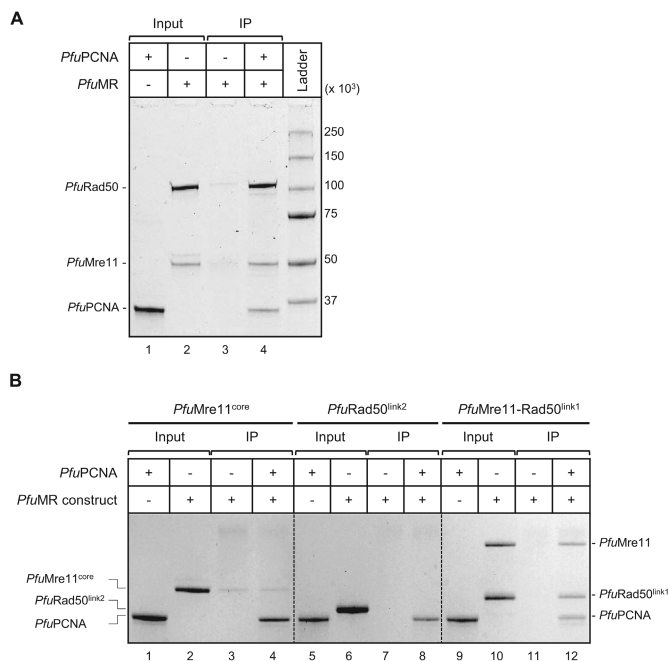 A
Input IP
PfuPCNA + - - +
PfuMR - + + + Ladder
(x 10³)
250
150
PfuRad50 - 100
75
PfuMre11 - 50
PfuPCNA - 37
1 2 3 4
B
PfuMre11core PfuRad50link2 PfuMre11-Rad50link1
Input IP Input IP Input IP
PfuPCNA + - - + + - - + + - - +
PfuMR construct - + + + - + + + - + + +
- PfuMre11
PfuMre11core
- PfuRad50link1
PfuRad50link2
PfuPCNA - PfuPCNA
1 2 3 4 5 6 7 8 9 10 11 12